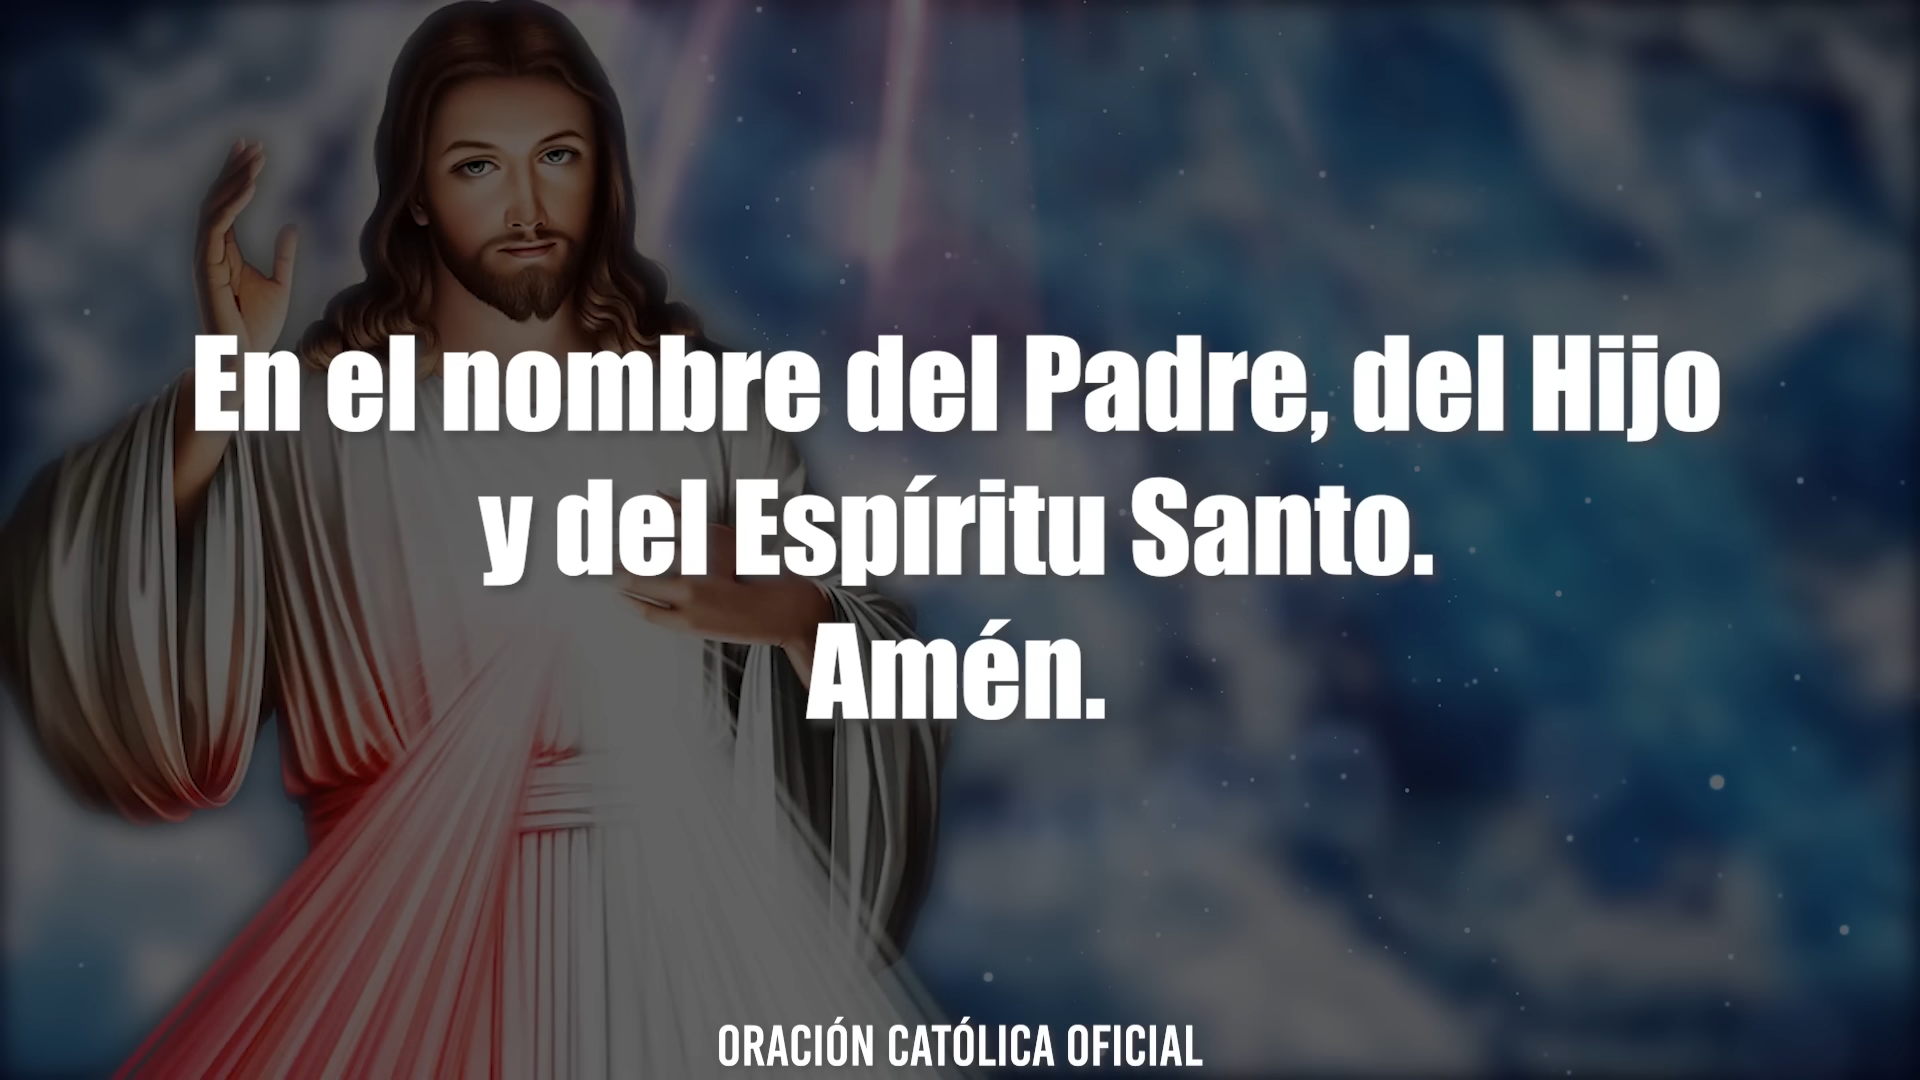 En el nombre del Padre, del Hijo
y del Espíritu Santo.
Amén.
ORACIÓN CATÓLICA OFICIAL